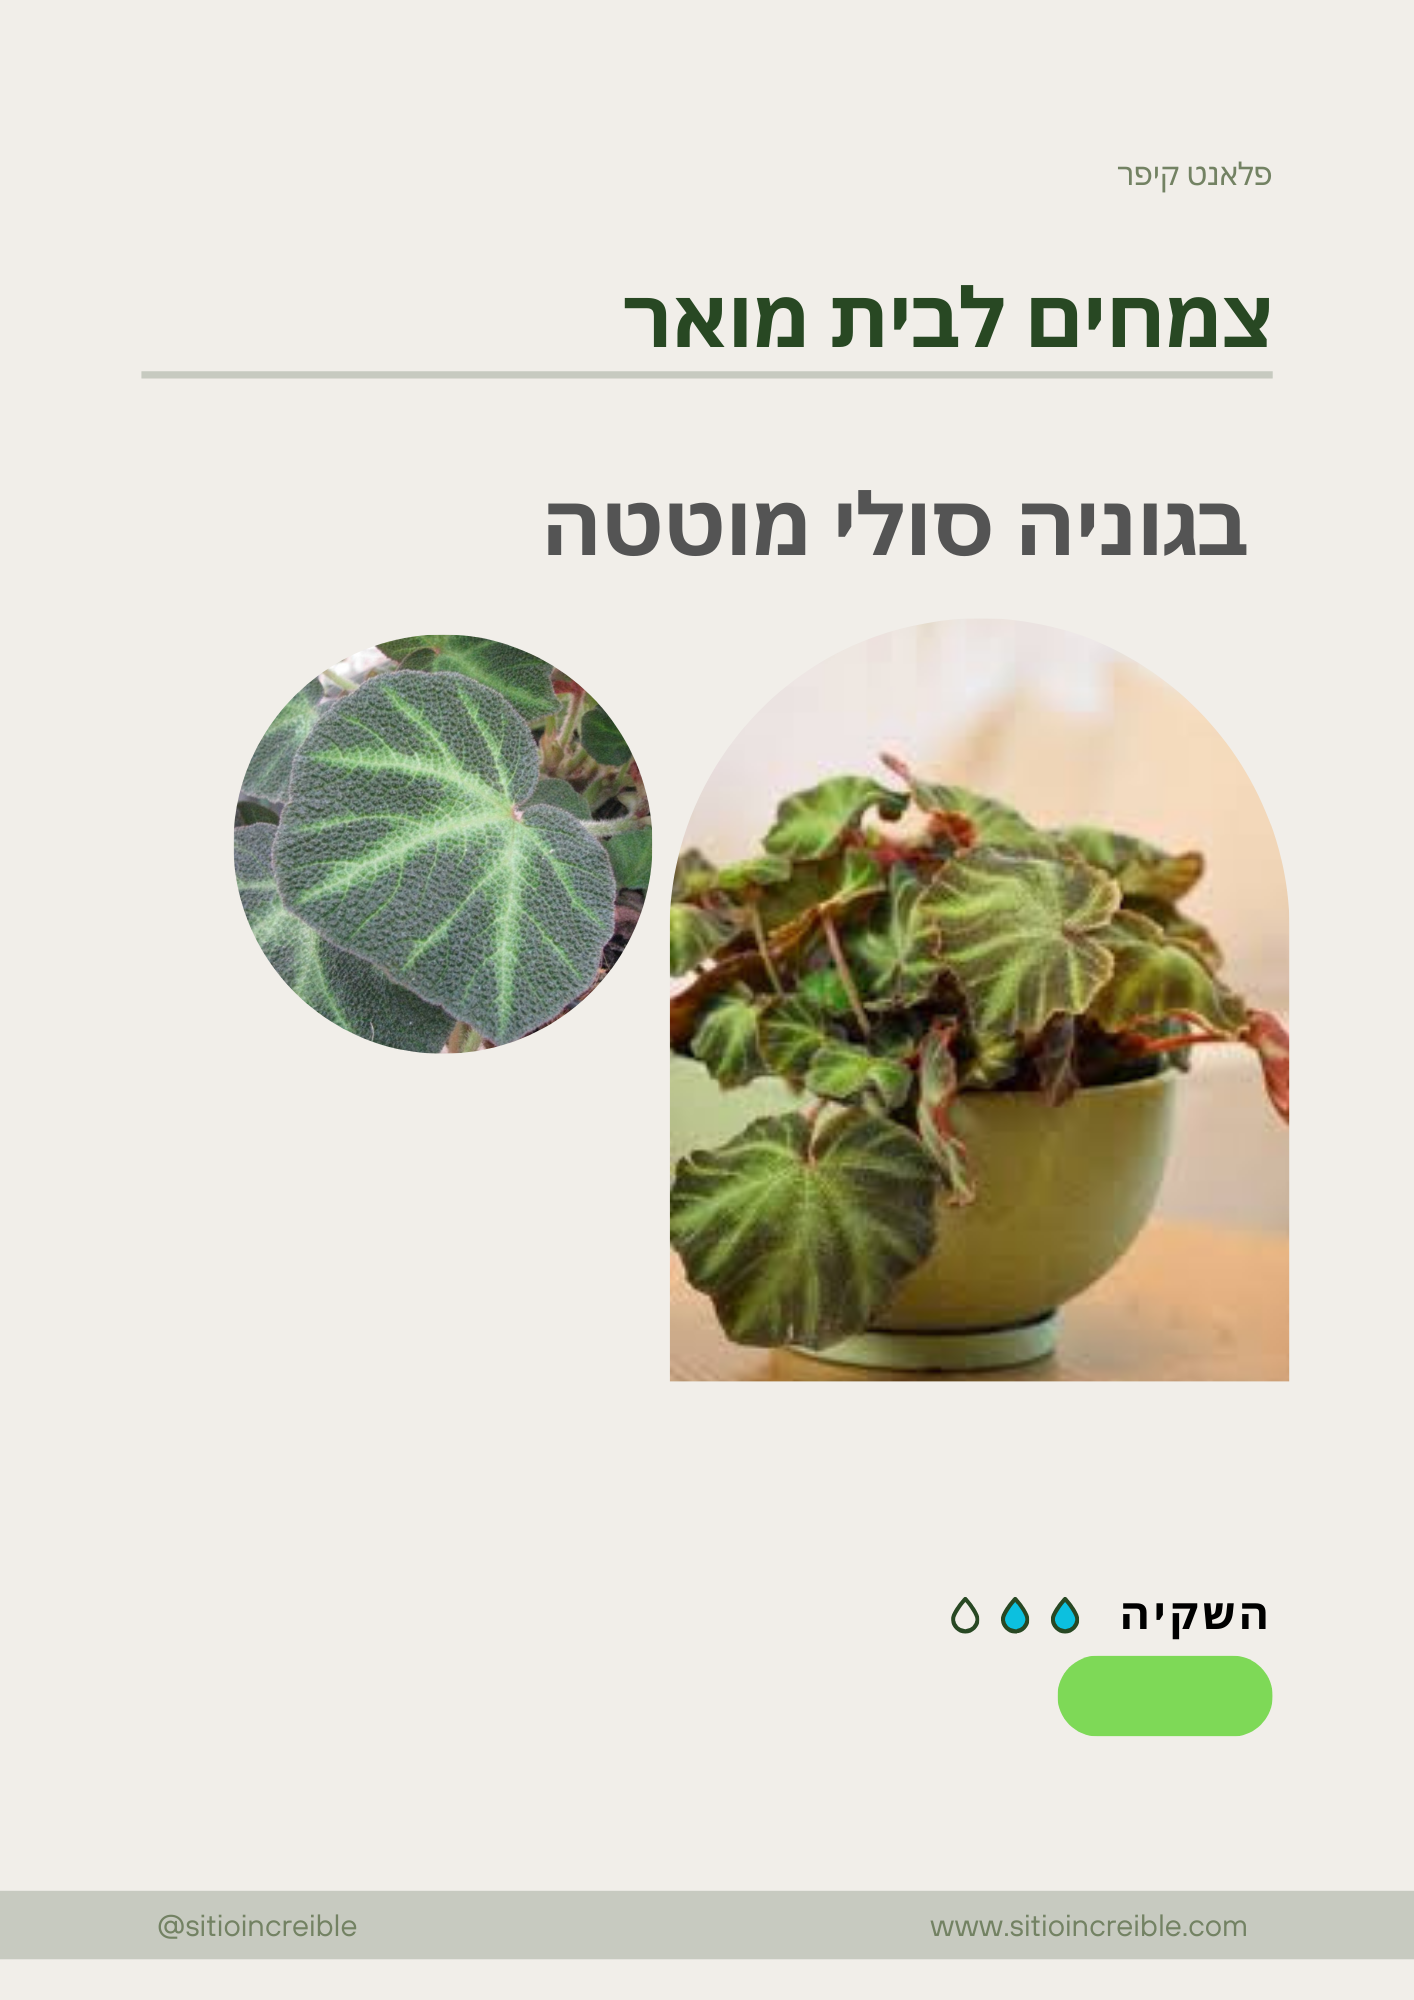 פלאנט קיפר
צמחים לבית מואר
בגוניה סולי מוטטה
השקיה
@sitioincreible
www.sitioincreible.com